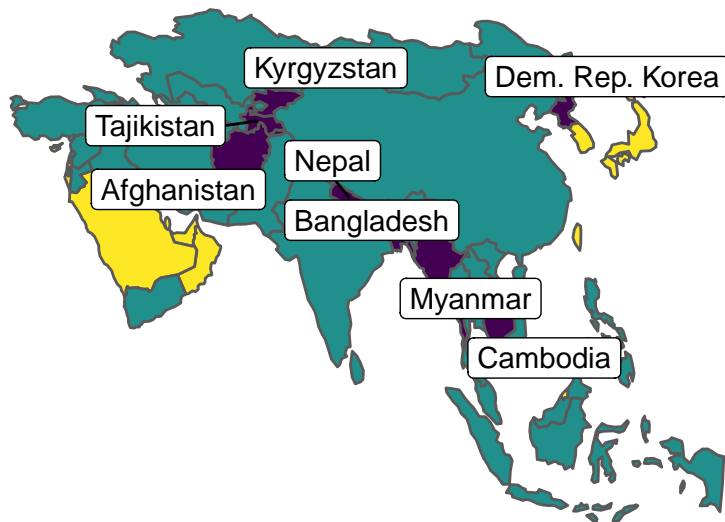 Kyrgyzstan
Dem. Rep. Korea
Tajikistan
Nepal
Afghanistan
Bangladesh
Myanmar
Cambodia